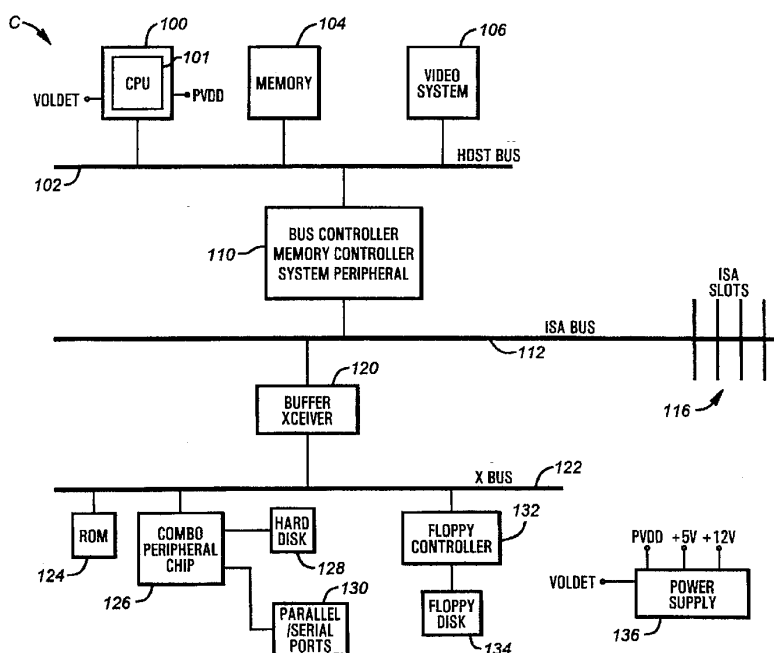 C
100
101
CPU
VOLDET
PVDD
104
MEMORY
106
VIDEO
SYSTEM
HOST BUS
102
110
BUS CONTROLLER
MEMORY CONTROLLER
SYSTEM PERIPHERAL
ISA
SLOTS
ISA BUS
112
116
120
BUFFER
XCEIVER
X BUS
122
ROM
124
COMBO
PERIPHERAL
CHIP
126
HARD
DISK
128
130
PARALLEL
/SERIAL
PORTS
132
FLOPPY
CONTROLLER
FLOPPY
DISK
134
PVDD +5V +12V
VOLDET
POWER
SUPPLY
136